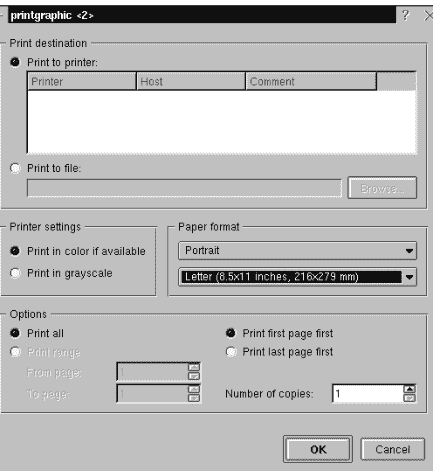 printgraphic <2>
Print destination
Print to printer:
Printer Host Comment
Print to file:
Browse...
Printer settings
Print in color if available
Print in grayscale
Paper format
Portrait
Letter (8.5x11 inches, 216x279 mm)
Options
Print all
Print range
From page: 1
To page: 1
Print first page first
Print last page first
Number of copies: 1
OK Cancel